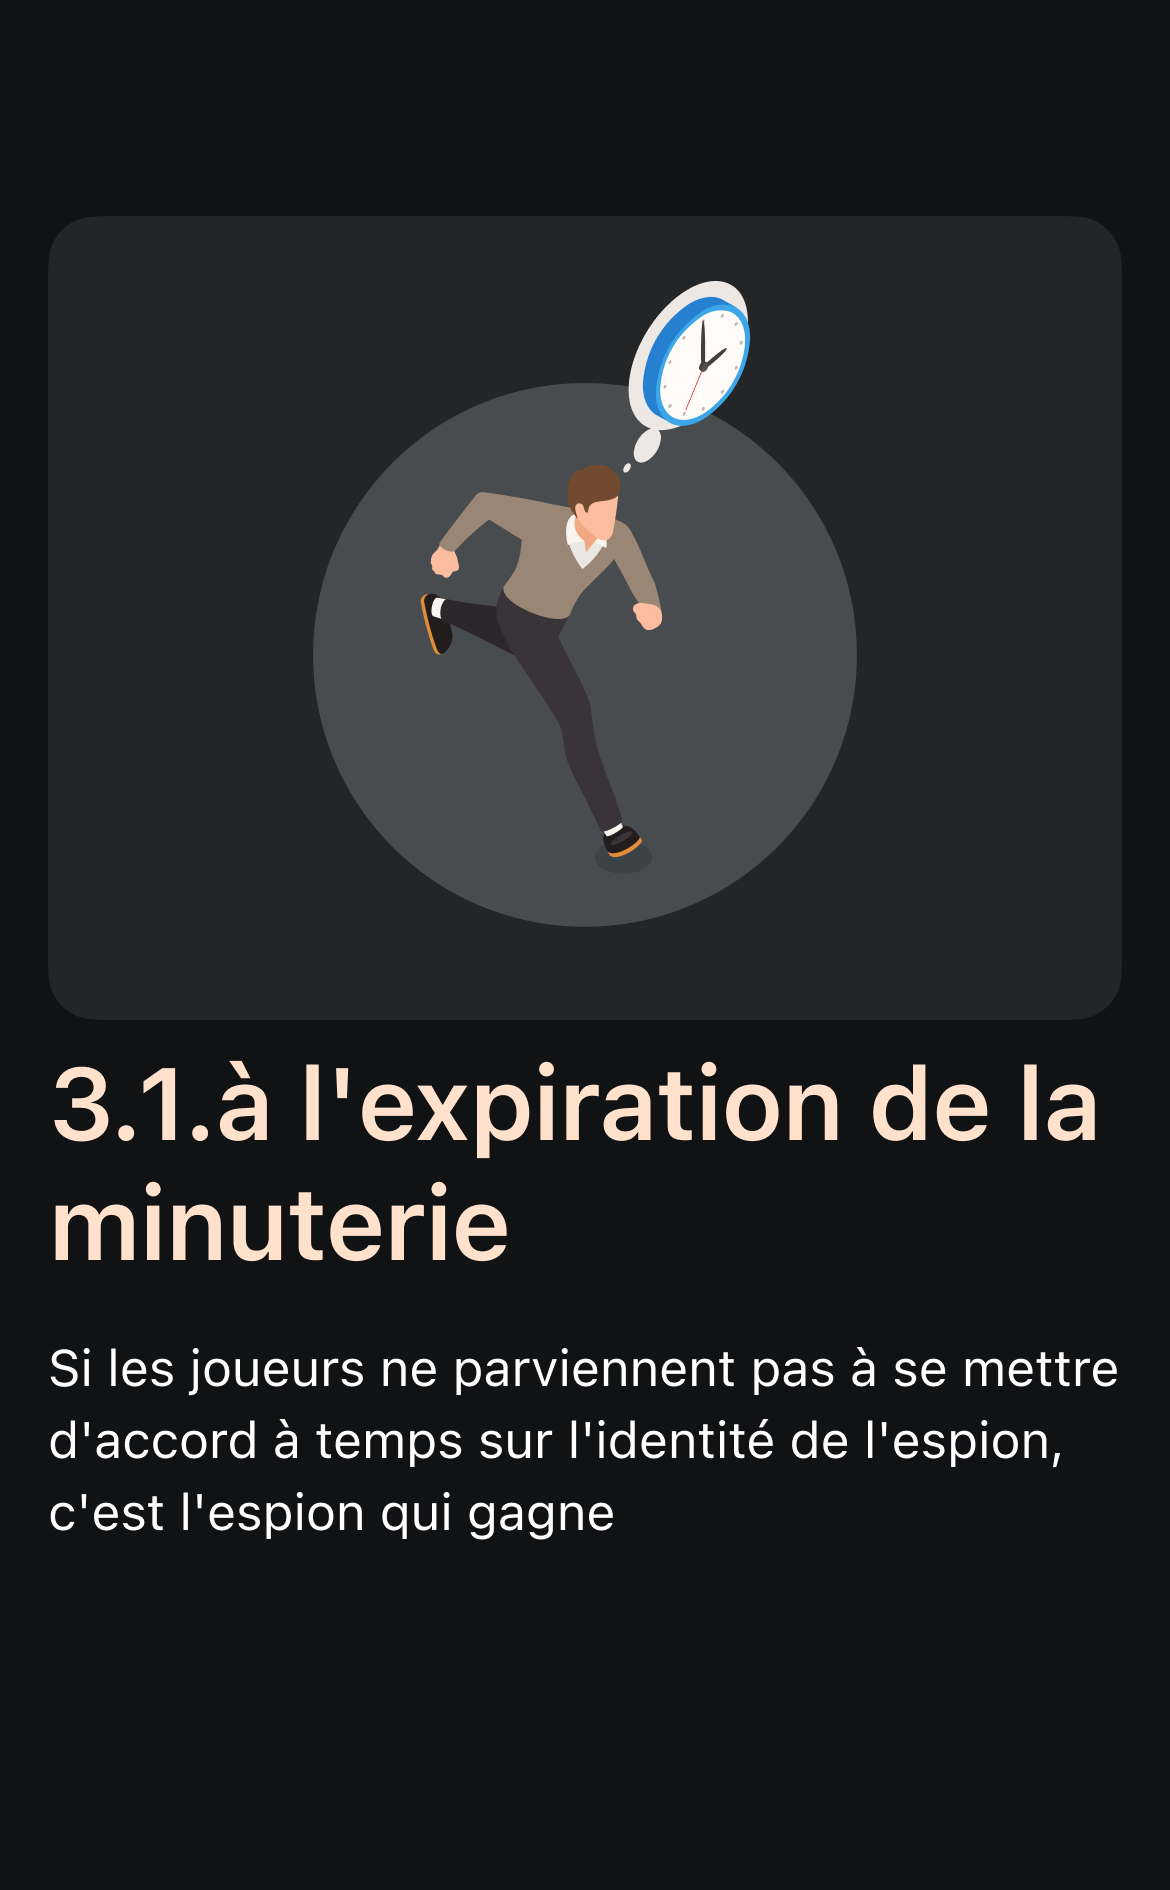 3.1.à l'expiration de la
minuterie
Si les joueurs ne parviennent pas à se mettre
d'accord à temps sur l'identité de l'espion,
c'est l'espion qui gagne